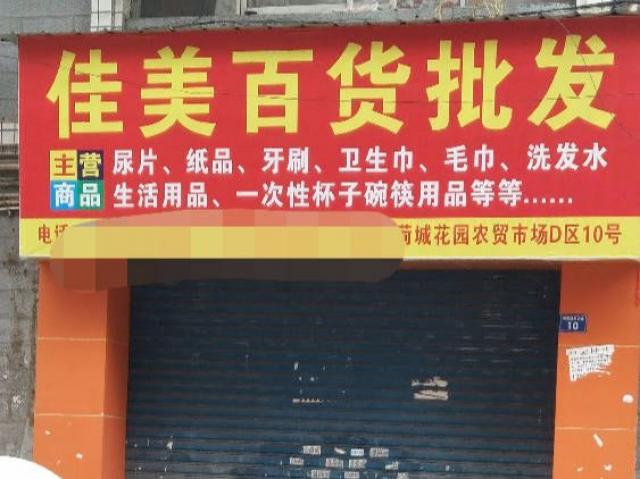 佳美百货批发
主营 尿片、纸品、牙刷、卫生巾、毛巾、洗发水
商品 生活用品、一次性杯子碗筷用品等等......
电话 荷城花园农贸市场D区10号
10